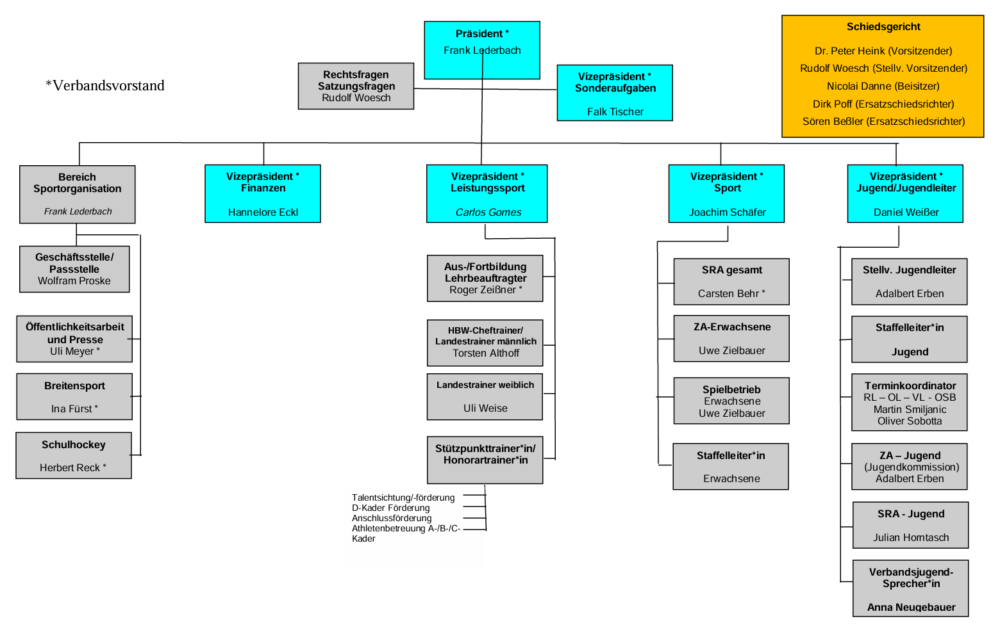 Präsident *
Frank Lederbach
Schiedsgericht
Dr. Peter Heink (Vorsitzender)
Rudolf Woesch (Stellv. Vorsitzender)
Nicolai Danne (Beisitzer)
Dirk Poff (Ersatzschiedsrichter)
Sören Beßler (Ersatzschiedsrichter)
*Verbandsvorstand
Rechtsfragen
Satzungsfragen
Rudolf Woesch
Vizepräsident *
Sonderaufgaben
Falk Tischer
Bereich
Sportorganisation
Frank Lederbach
Vizepräsident *
Finanzen
Hannelore Eckl
Vizepräsident *
Leistungssport
Carlos Gomes
Vizepräsident *
Sport
Joachim Schäfer
Vizepräsident *
Jugend/Jugendleiter
Daniel Weißer
Geschäftsstelle/
Passstelle
Wolfram Proske
Öffentlichkeitsarbeit
und Presse
Uli Meyer *
Breitensport
Ina Fürst *
Schulhockey
Herbert Reck *
Aus-/Fortbildung
Lehrbeauftragter
Roger Zeißner *
HBW-Cheftrainer/
Landestrainer männlich
Torsten Althoff
Landestrainer weiblich
Uli Weise
Stützpunkttrainer*in/
Honorartrainer*in
Talentsichtung/-förderung
D-Kader Förderung
Anschlussförderung
Athletenbetreuung A-/B-/C-
Kader
SRA gesamt
Carsten Behr *
ZA-Erwachsene
Uwe Zielbauer
Spielbetrieb
Erwachsene
Uwe Zielbauer
Staffelleiter*in
Erwachsene
Stellv. Jugendleiter
Adalbert Erben
Staffelleiter*in
Jugend
Terminkoordinator
RL – OL – VL - OSB
Martin Smiljanic
Oliver Sobotta
ZA – Jugend
(Jugendkommission)
Adalbert Erben
SRA - Jugend
Julian Horntasch
Verbandsjugend-
Sprecher*in
Anna Neugebauer